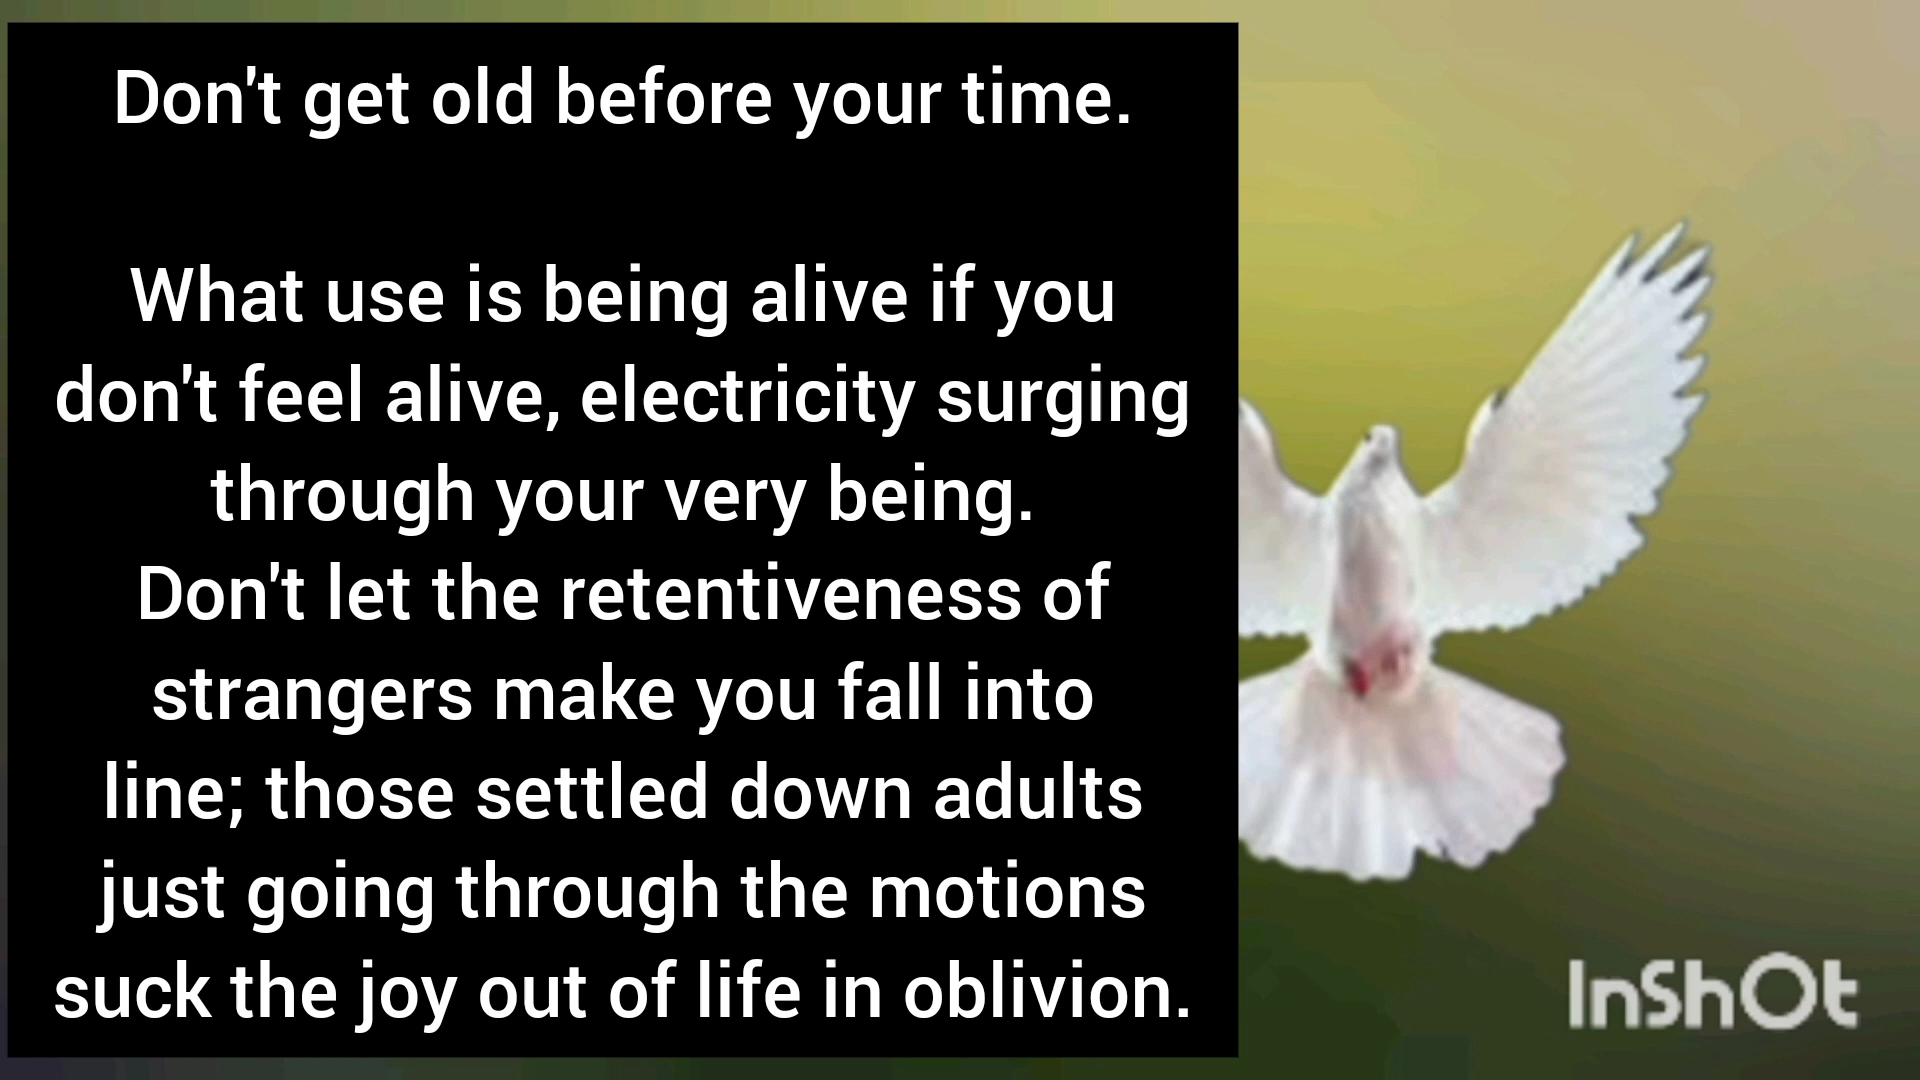 Don't get old before your time.
What use is being alive if you
don't feel alive, electricity surging
through your very being.
Don't let the retentiveness of
strangers make you fall into
line; those settled down adults
just going through the motions
suck the joy out of life in oblivion.
InShOt